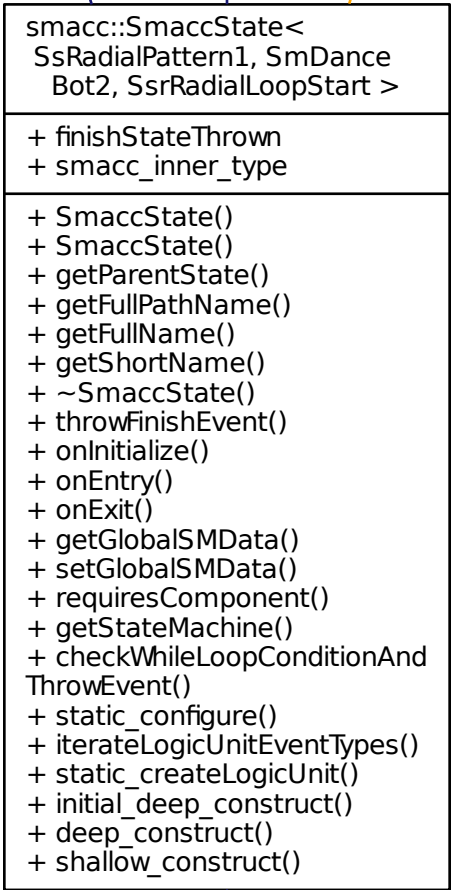 smacc::SmaccState<
SsRadialPattern1, SmDance
Bot2, SsrRadialLoopStart >
+ finishStateThrown
+ smacc_inner_type
+ SmaccState()
+ SmaccState()
+ getParentState()
+ getFullPathName()
+ getFullName()
+ getShortName()
+ ~SmaccState()
+ throwFinishEvent()
+ onInitialize()
+ onEntry()
+ onExit()
+ getGlobalSMData()
+ setGlobalSMData()
+ requiresComponent()
+ getStateMachine()
+ checkWhileLoopConditionAnd
ThrowEvent()
+ static_configure()
+ iterateLogicUnitEventTypes()
+ static_createLogicUnit()
+ initial_deep_construct()
+ deep_construct()
+ shallow_construct()